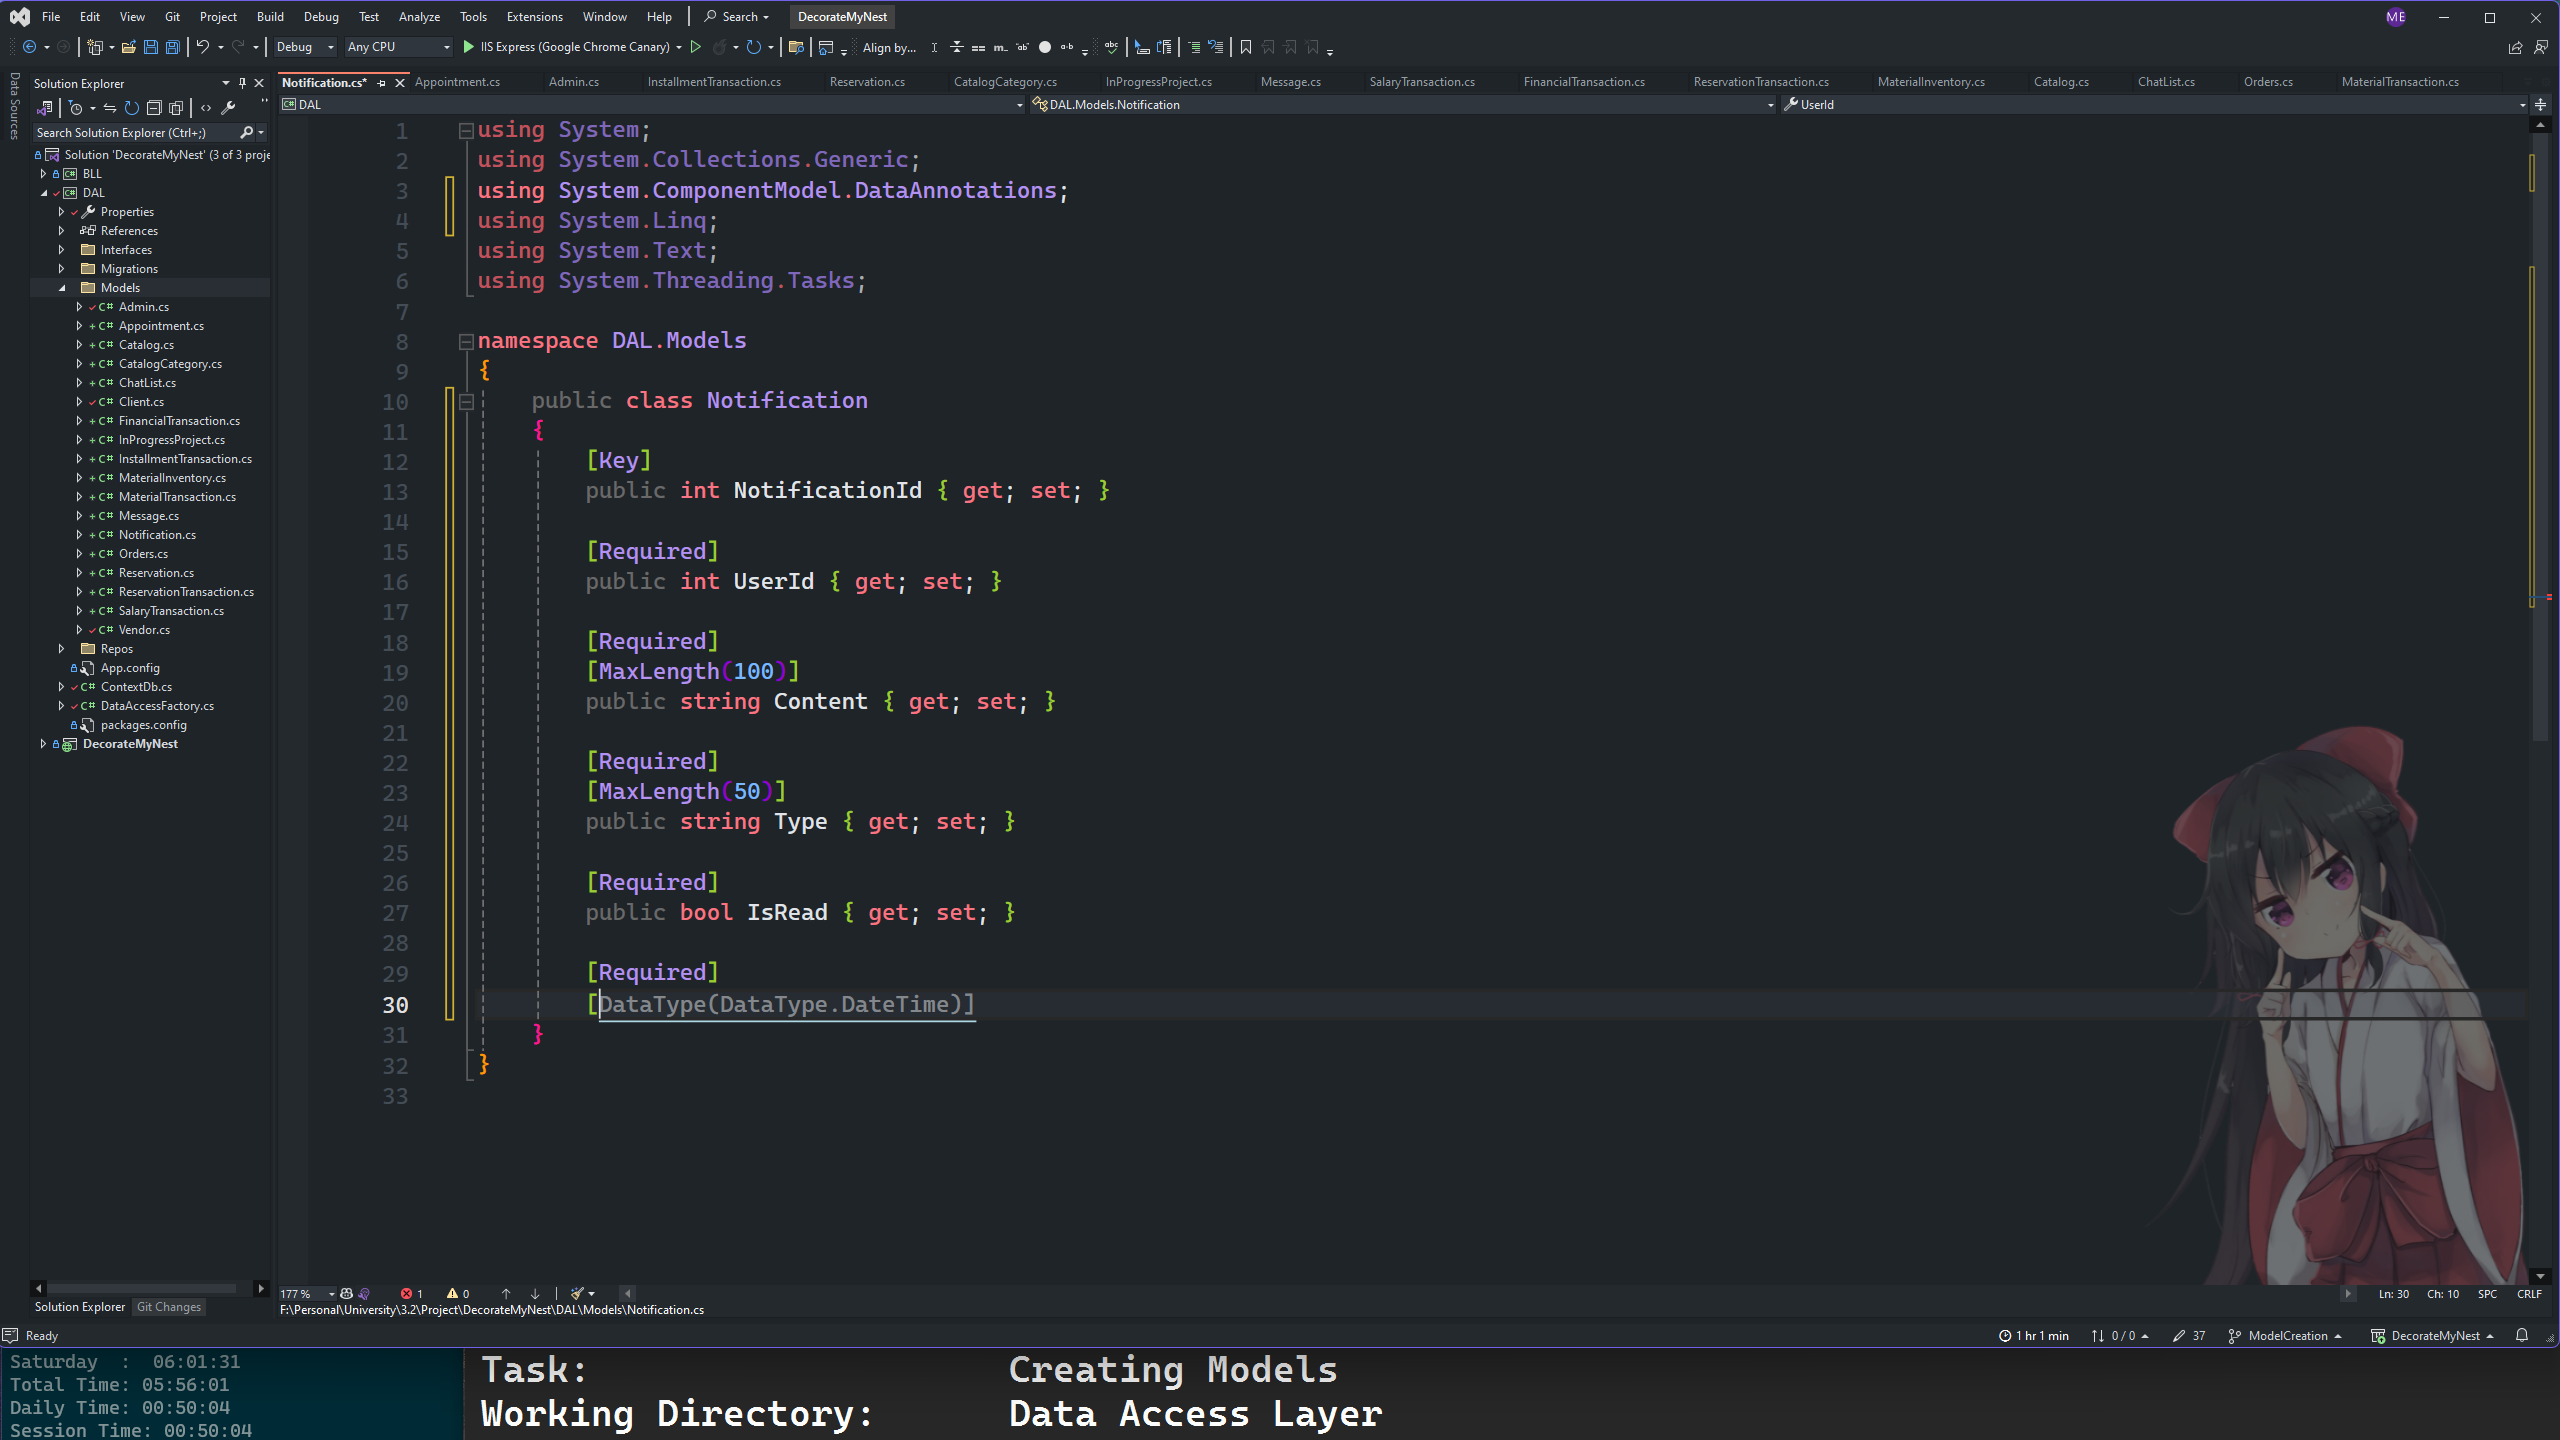 File Edit View Git Project Build Debug Test Analyze Tools Extensions Window Help Search DecorateMyNest ME
Debug Any CPU IIS Express (Google Chrome Canary) Align by...
Data Sources
Solution Explorer
Notification.cs* Appointment.cs Admin.cs InstallmentTransaction.cs Reservation.cs CatalogCategory.cs InProgressProject.cs Message.cs SalaryTransaction.cs FinancialTransaction.cs ReservationTransaction.cs MaterialInventory.cs Catalog.cs ChatList.cs Orders.cs MaterialTransaction.cs
DAL DAL.Models.Notification UserId
Search Solution Explorer (Ctrl+;)
Solution 'DecorateMyNest' (3 of 3 proje
BLL
DAL
Properties
References
Interfaces
Migrations
Models
C# Admin.cs
C# Appointment.cs
C# Catalog.cs
C# CatalogCategory.cs
C# ChatList.cs
C# Client.cs
C# FinancialTransaction.cs
C# InProgressProject.cs
C# InstallmentTransaction.cs
C# MaterialInventory.cs
C# MaterialTransaction.cs
C# Message.cs
C# Notification.cs
C# Orders.cs
C# Reservation.cs
C# ReservationTransaction.cs
C# SalaryTransaction.cs
C# Vendor.cs
Repos
App.config
C# ContextDb.cs
C# DataAccessFactory.cs
packages.config
DecorateMyNest
1 using System;
2 using System.Collections.Generic;
3 using System.ComponentModel.DataAnnotations;
4 using System.Linq;
5 using System.Text;
6 using System.Threading.Tasks;
7
8 namespace DAL.Models
9 {
10 public class Notification
11 {
12 [Key]
13 public int NotificationId { get; set; }
14
15 [Required]
16 public int UserId { get; set; }
17
18 [Required]
19 [MaxLength(100)]
20 public string Content { get; set; }
21
22 [Required]
23 [MaxLength(50)]
24 public string Type { get; set; }
25
26 [Required]
27 public bool IsRead { get; set; }
28
29 [Required]
30 [DataType(DataType.DateTime)]
31 }
32 }
33
177 % 1 0 Ln: 30 Ch: 10 SPC CRLF
Solution Explorer Git Changes
F:\Personal\University\3.2\Project\DecorateMyNest\DAL\Models\Notification.cs
Ready 1 hr 1 min 0 / 0 37 ModelCreation DecorateMyNest
Saturday : 06:01:31
Total Time: 05:56:01
Daily Time: 00:50:04
Session Time: 00:50:04
Task: Creating Models
Working Directory: Data Access Layer